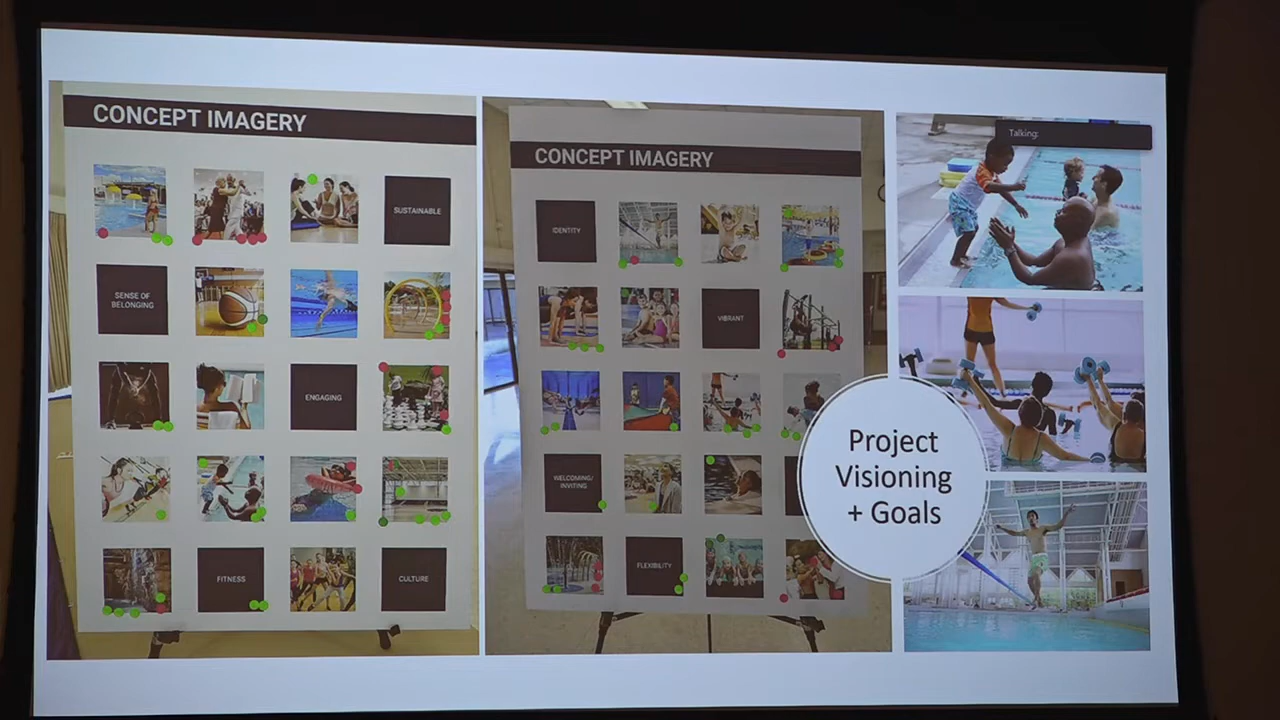 CONCEPT IMAGERY
SUSTAINABLE
SENSE OF
BELONGING
ENGAGING
FITNESS
CULTURE
CONCEPT IMAGERY
IDENTITY
VIBRANT
WELCOMING/
INVITING
FLEXIBILITY
Talking:
Project
Visioning
+ Goals